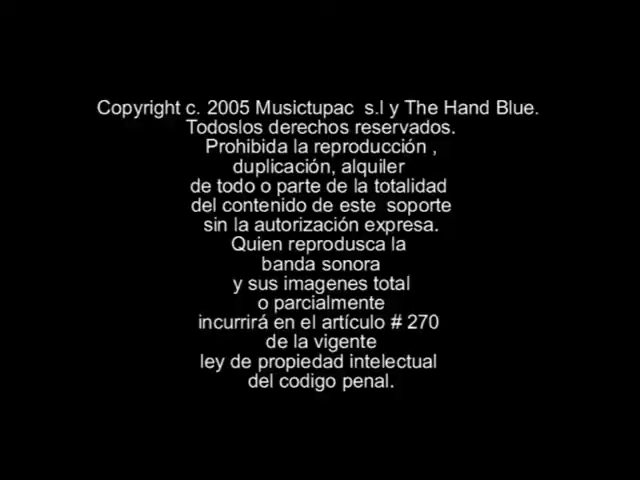 Copyright c. 2005 Musictupac s.l y The Hand Blue.
Todoslos derechos reservados.
Prohibida la reproducción ,
duplicación, alquiler
de todo o parte de la totalidad
del contenido de este soporte
sin la autorización expresa.
Quien reprodusca la
banda sonora
y sus imagenes total
o parcialmente
incurrirá en el artículo # 270
de la vigente
ley de propiedad intelectual
del codigo penal.